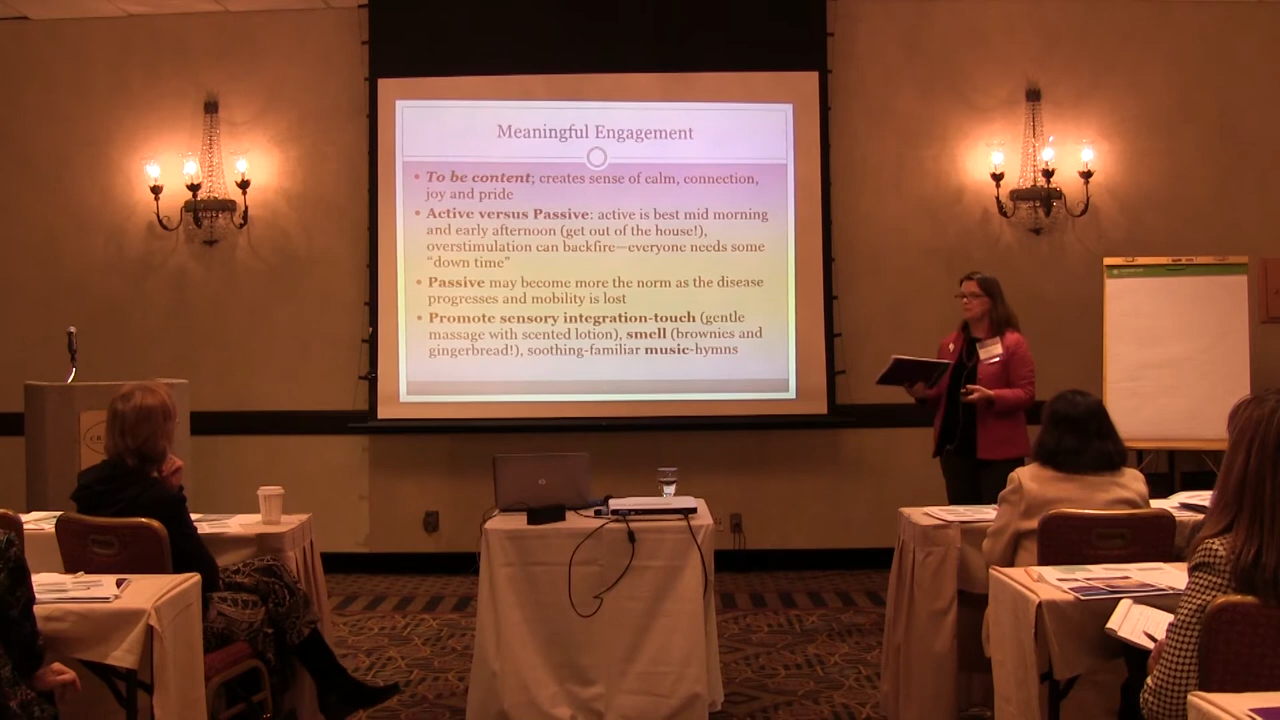 Meaningful Engagement
• To be content; creates sense of calm, connection,
joy and pride
• Active versus Passive: active is best mid morning
and early afternoon (get out of the house!),
overstimulation can backfire—everyone needs some
“down time”
• Passive may become more the norm as the disease
progresses and mobility is lost
• Promote sensory integration-touch (gentle
massage with scented lotion), smell (brownies and
gingerbread!), soothing-familiar music-hymns